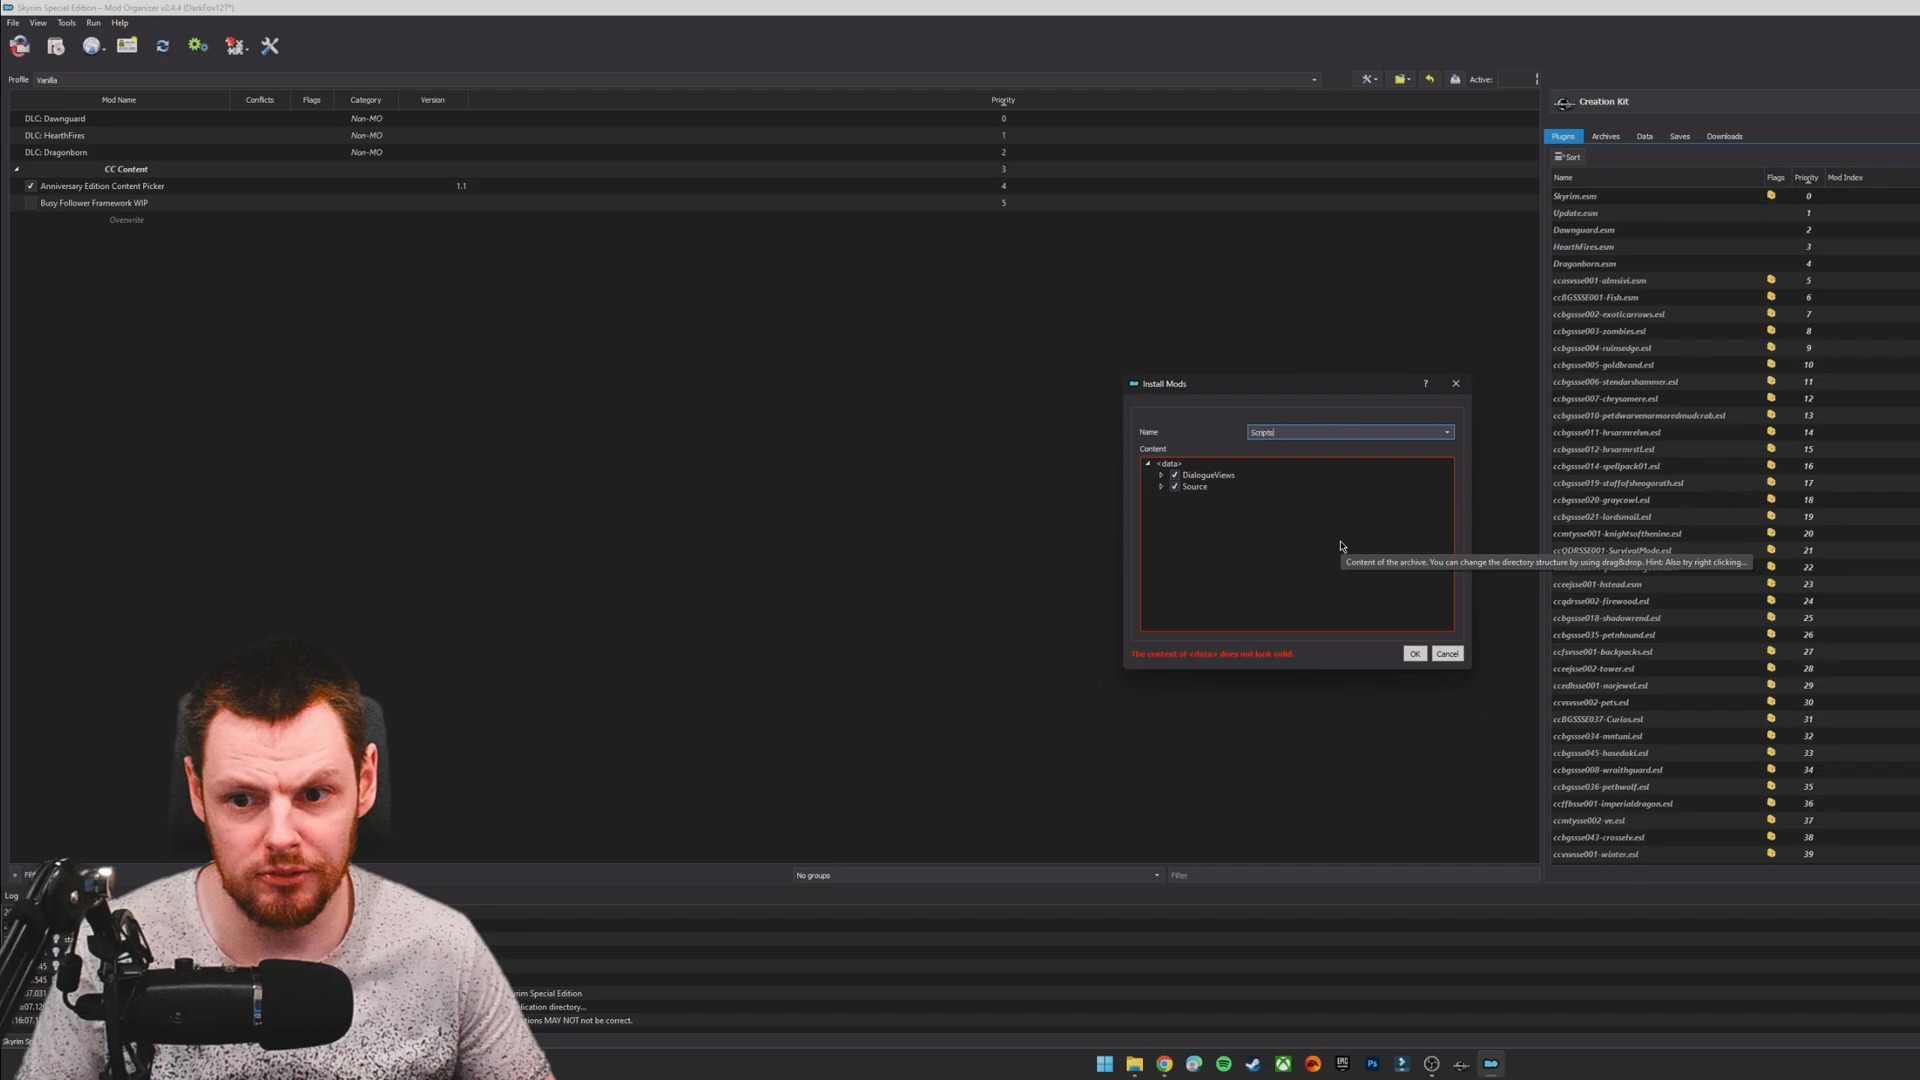 Skyrim Special Edition – Mod Organizer v2.4.4 (DarkFox127*)
File View Tools Run Help
Profile Vanilla
Active:
Mod Name Conflicts Flags Category Version Priority
DLC: Dawnguard Non-MO 0
DLC: HearthFires Non-MO 1
DLC: Dragonborn Non-MO 2
CC Content 3
Anniversary Edition Content Picker 1.1 4
Busy Follower Framework WIP 5
Overwrite
Install Mods ?
Name Scripts
Content
<data>
DialogueViews
Source
Content of the archive. You can change the directory structure by using drag&drop. Hint: Also try right clicking...
The content of <data> does not look valid.
OK Cancel
Creation Kit
Plugins Archives Data Saves Downloads
Sort
Name Flags Priority Mod Index
Skyrim.esm 0
Update.esm 1
Dawnguard.esm 2
HearthFires.esm 3
Dragonborn.esm 4
ccasvsse001-almsivi.esm 5
ccBGSSSE001-Fish.esm 6
ccbgssse002-exoticarrows.esl 7
ccbgssse003-zombies.esl 8
ccbgssse004-ruinsedge.esl 9
ccbgssse005-goldbrand.esl 10
ccbgssse006-stendarshammer.esl 11
ccbgssse007-chrysamere.esl 12
ccbgssse010-petdwarvenarmoredmudcrab.esl 13
ccbgssse011-hrsarmrelvn.esl 14
ccbgssse012-hrsarmrstl.esl 15
ccbgssse014-spellpack01.esl 16
ccbgssse019-staffofsheogorath.esl 17
ccbgssse020-graycowl.esl 18
ccbgssse021-lordsmail.esl 19
ccmtysse001-knightsofthenine.esl 20
ccQDRSSE001-SurvivalMode.esl 21
22
cceejsse001-hstead.esm 23
ccqdrsse002-firewood.esl 24
ccbgssse018-shadowrend.esl 25
ccbgssse035-petnhound.esl 26
ccfsvsse001-backpacks.esl 27
cceejsse002-tower.esl 28
ccedhsse001-norjewel.esl 29
ccvsvsse002-pets.esl 30
ccBGSSSE037-Curios.esl 31
ccbgssse034-mntuni.esl 32
ccbgssse045-hasedoki.esl 33
ccbgssse008-wraithguard.esl 34
ccbgssse036-petbwolf.esl 35
ccffbsse001-imperialdragon.esl 36
ccmtysse002-ve.esl 37
ccbgssse043-crosselv.esl 38
ccvsvsse001-winter.esl 39
No groups Filter
Log
.545
07.031 rim Special Edition
lication directory...
16:07. tions MAY NOT not be correct.
Skyrim